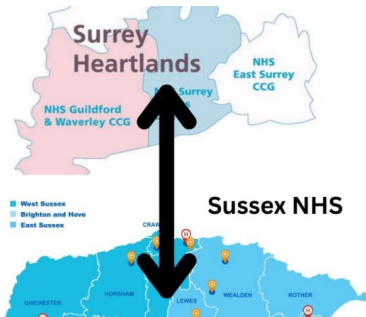 Surrey
Heartlands
NHS
East Surrey
CCG
Surrey
NHS Guildford
& Waverley CCG
West Sussex
Brighton and Hove
East Sussex
Sussex NHS
CRAW
H
HORSHAM
WEALDEN
ROTHER
CHICHESTER
LEWES
H
H